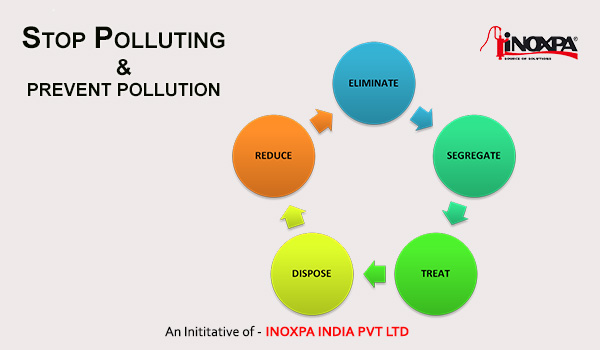 STOP POLLUTING
&
PREVENT POLLUTION
INOXPA®
SOURCE OF SOLUTIONS
ELIMINATE
SEGREGATE
TREAT
DISPOSE
REDUCE
An Inititative of - INOXPA INDIA PVT LTD